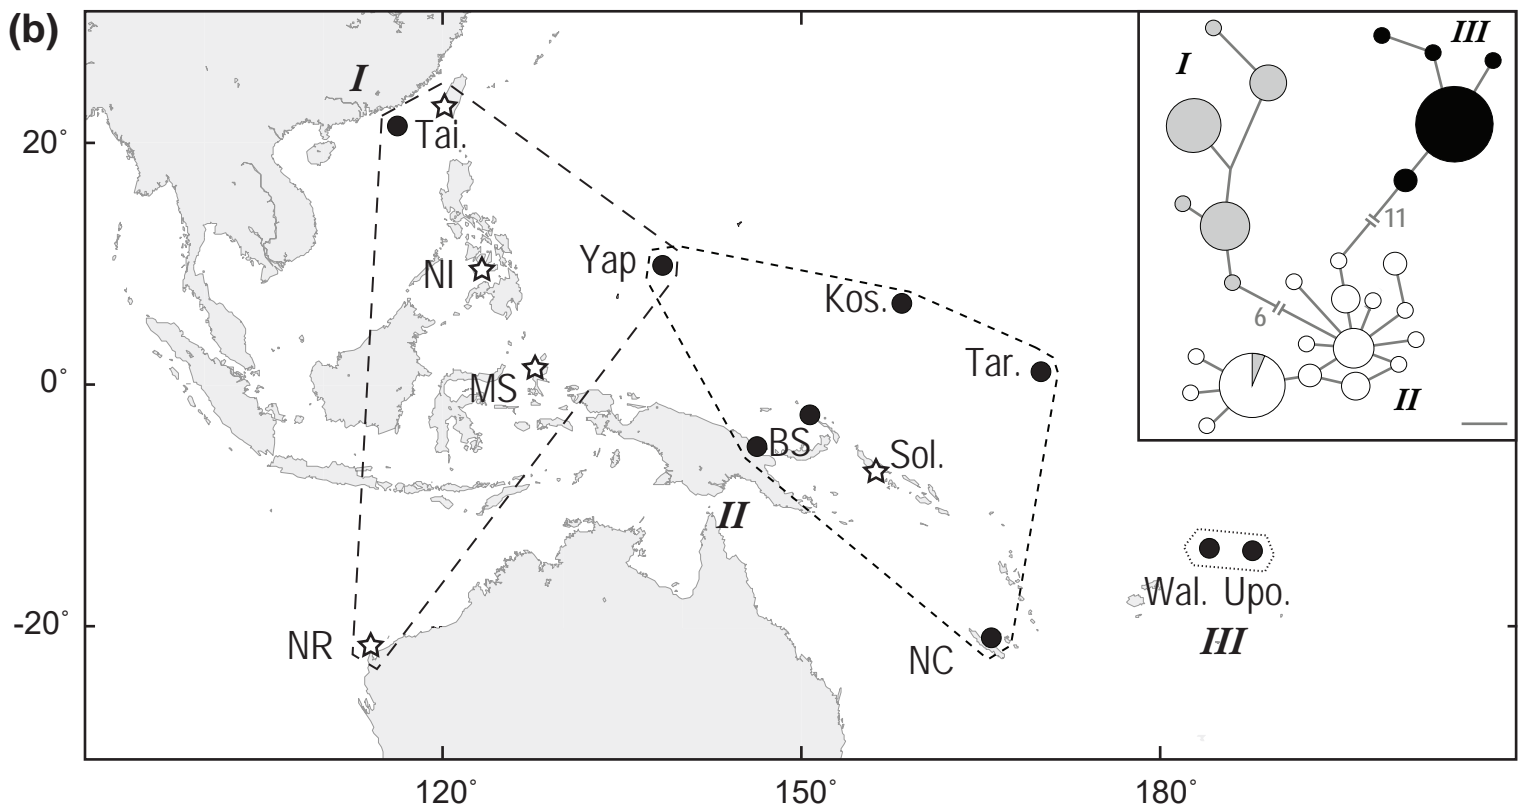 (b)
I
III
I
Tai.
20°
11
Yap
NI
Kos.
6
Tar.
0°
MS
II
BS
Sol.
II
Wal. Upo.
-20°
NR
III
NC
120°
150°
180°